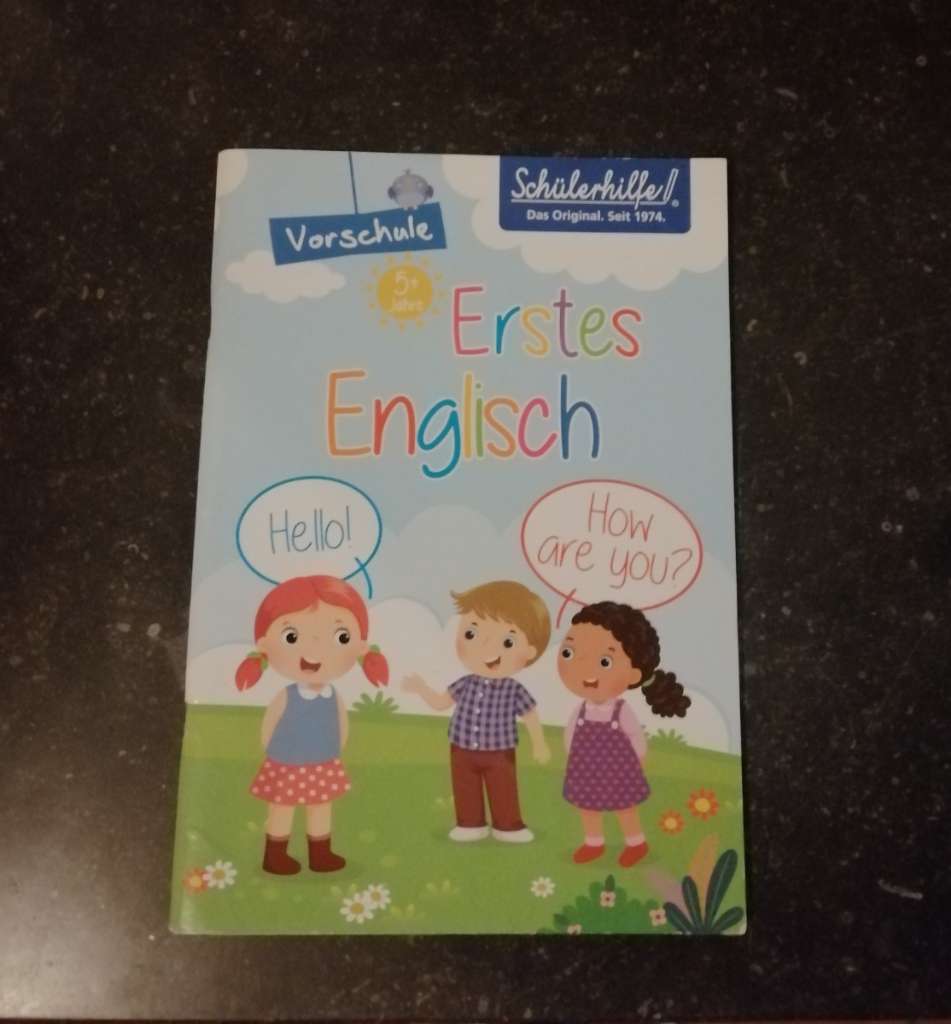 Schülerhilfe!®
Das Original. Seit 1974.
Vorschule
5+
Jahre
Erstes
Englisch
Hello!
How
are you?